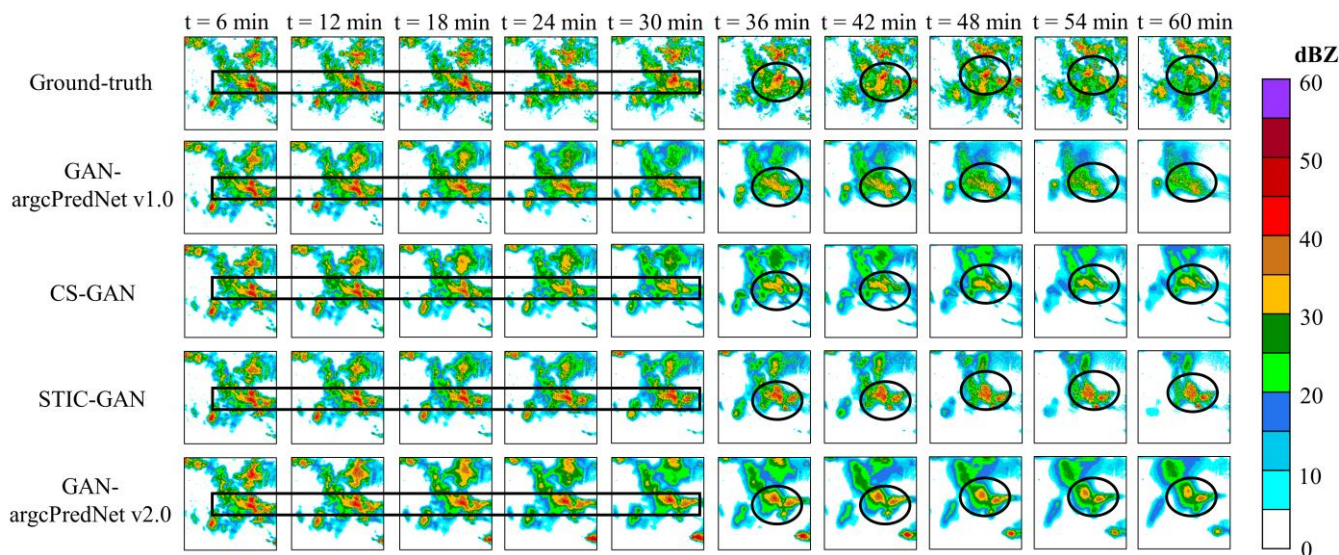 t = 6 min t = 12 min t = 18 min t = 24 min t = 30 min t = 36 min t = 42 min t = 48 min t = 54 min t = 60 min
dBZ
Ground-truth
GAN-
argcPredNet v1.0
CS-GAN
STIC-GAN
GAN-
argcPredNet v2.0
60
50
40
30
20
10
0